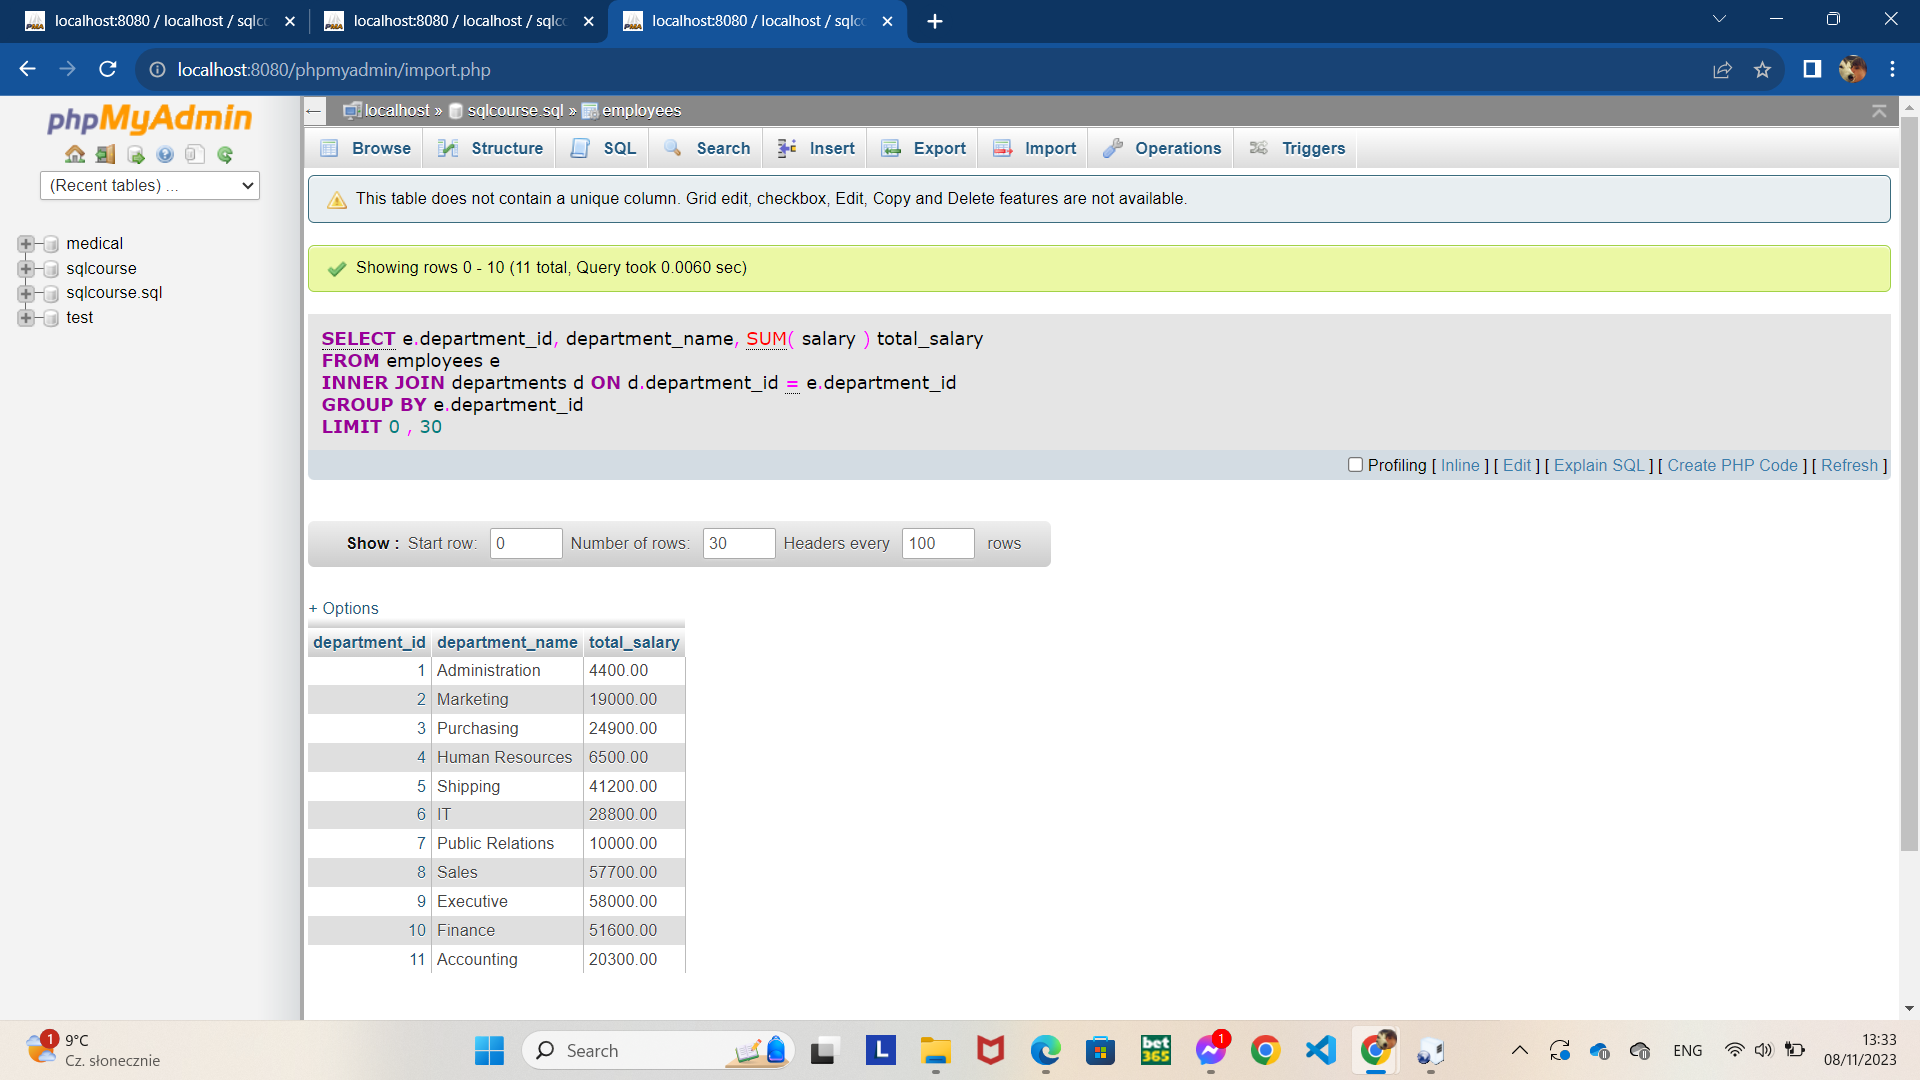 localhost:8080 / localhost / sqlcc
localhost:8080 / localhost / sqlcc
localhost:8080 / localhost / sqlcc
localhost:8080/phpmyadmin/import.php
phpMyAdmin
(Recent tables) ...
medical
sqlcourse
sqlcourse.sql
test
localhost » sqlcourse.sql » employees
Browse Structure SQL Search Insert Export Import Operations Triggers
This table does not contain a unique column. Grid edit, checkbox, Edit, Copy and Delete features are not available.
Showing rows 0 - 10 (11 total, Query took 0.0060 sec)
SELECT e.department_id, department_name, SUM( salary ) total_salary
FROM employees e
INNER JOIN departments d ON d.department_id = e.department_id
GROUP BY e.department_id
LIMIT 0 , 30
Profiling [ Inline ] [ Edit ] [ Explain SQL ] [ Create PHP Code ] [ Refresh ]
Show : Start row: 0 Number of rows: 30 Headers every 100 rows
+ Options
department_id department_name total_salary
1 Administration 4400.00
2 Marketing 19000.00
3 Purchasing 24900.00
4 Human Resources 6500.00
5 Shipping 41200.00
6 IT 28800.00
7 Public Relations 10000.00
8 Sales 57700.00
9 Executive 58000.00
10 Finance 51600.00
11 Accounting 20300.00
1
9°C
Cz. słonecznie
Search
L
bet
365
1
ENG
13:33
08/11/2023